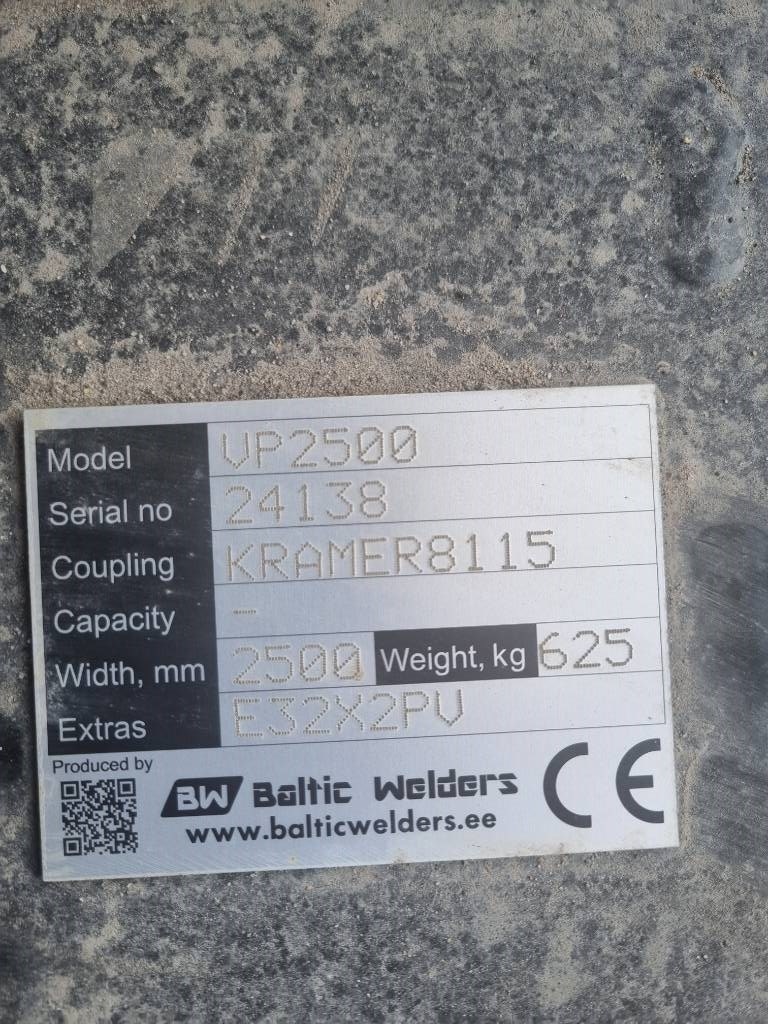 Model VP2500
Serial no 24138
Coupling KRAMER8115
Capacity -
Width, mm 2500 Weight, kg 625
Extras E32X2PV
Produced by
BW Baltic Welders CE
www.balticwelders.ee